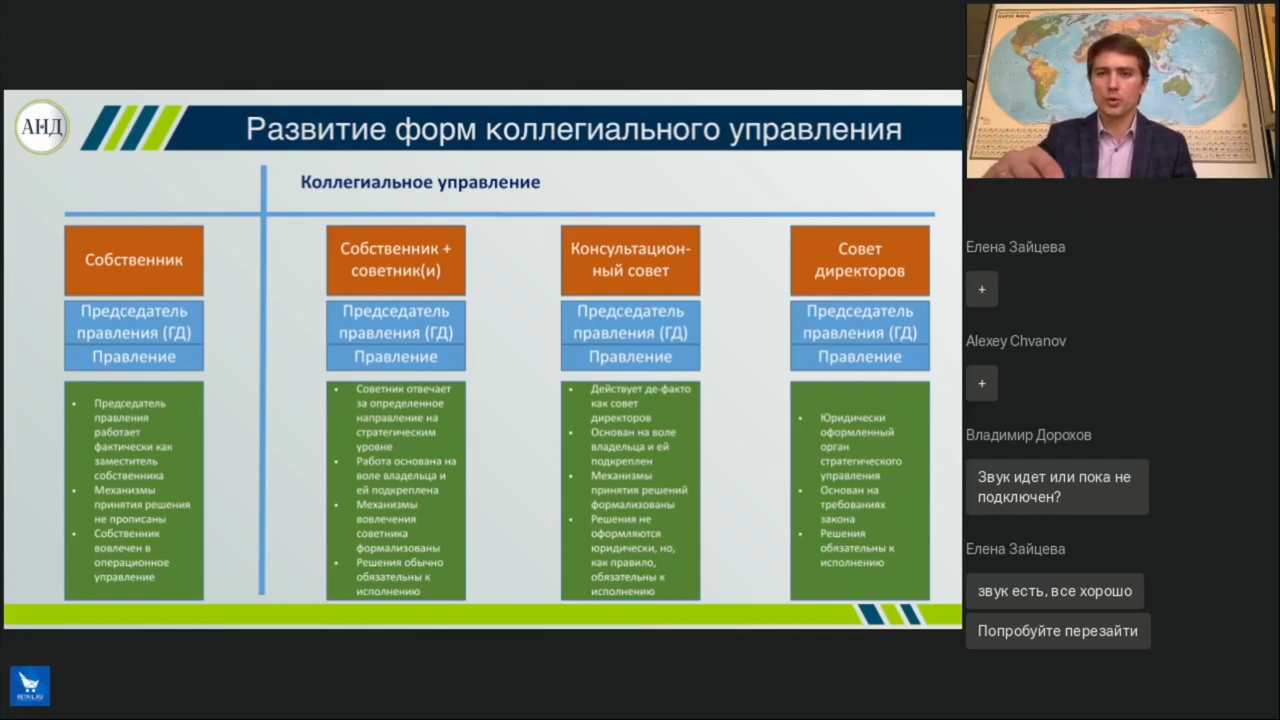 АНД
Развитие форм коллегиального управления
Коллегиальное управление
Собственник
Председатель
правления (ГД)
Правление
• Председатель
правления
работает
фактически как
заместитель
собственника
• Механизмы
принятия решения
не прописаны
• Собственник
вовлечен в
операционное
управление
Собственник +
советник(и)
Председатель
правления (ГД)
Правление
• Советник отвечает
за определенное
направление на
стратегическим
уровне
• Работа основана на
воле владельца и
ей подкреплена
• Механизмы
вовлечения
советника
формализованы
• Решения обычно
обязательны к
исполнению
Консультацион-
ный совет
Председатель
правления (ГД)
Правление
• Действует де-факто
как совет
директоров
• Основан на воле
владельца и ей
подкреплен
• Механизмы
принятия решений
формализованы
• Решения не
оформляются
юридически, но,
как правило,
обязательны к
исполнению
Совет
директоров
Председатель
правления (ГД)
Правление
• Юридически
оформленный
орган
стратегического
управления
• Основан на
требованиях
закона
• Решения
обязательны к
исполнению
RETAIL.RU
Елена Зайцева
+
Alexey Chvanov
+
Владимир Дорохов
Звук идет или пока не
подключен?
Елена Зайцева
звук есть, все хорошо
Попробуйте перезайти